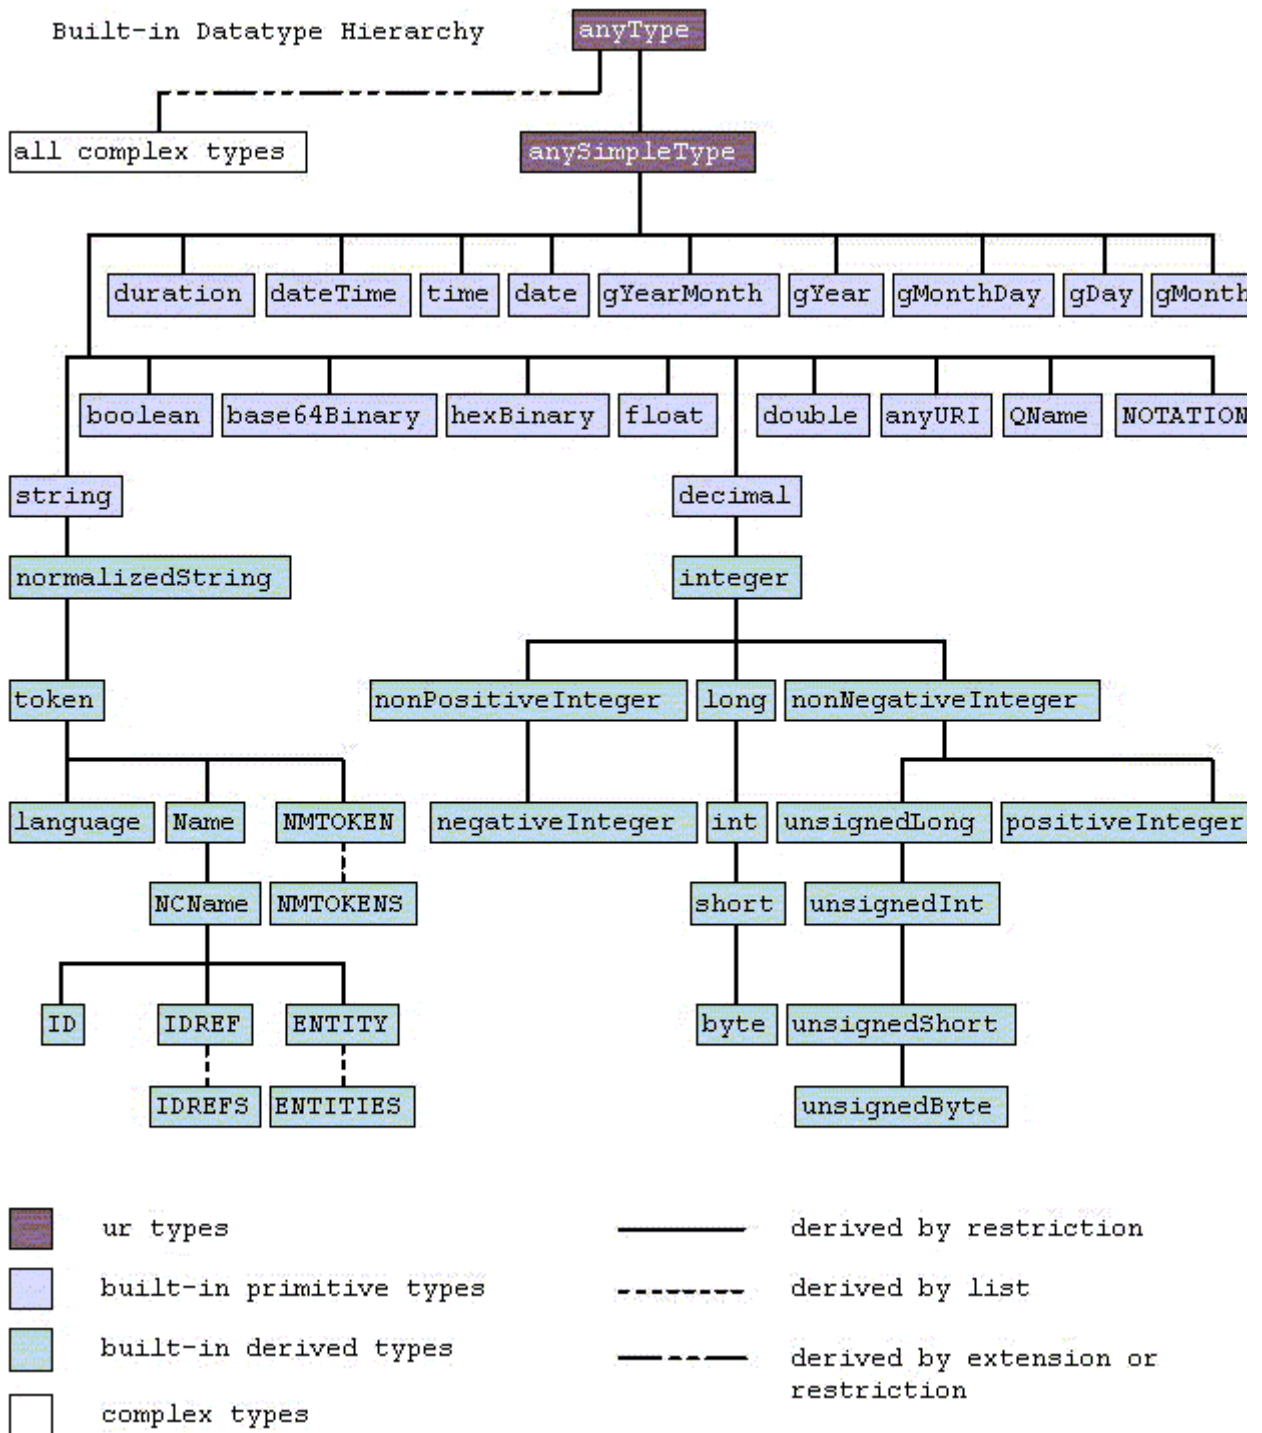 Built-in Datatype Hierarchy
anyType
all complex types
anySimpleType
duration dateTime time date gYearMonth gYear gMonthDay gDay gMonth
boolean base64Binary hexBinary float double anyURI QName NOTATION
string decimal
normalizedString integer
token nonPositiveInteger long nonNegativeInteger
language Name NMTOKEN negativeInteger int unsignedLong positiveInteger
NCName NMTOKENS short unsignedInt
ID IDREF ENTITY byte unsignedShort
IDREFS ENTITIES unsignedByte
ur types derived by restriction
built-in primitive types derived by list
built-in derived types derived by extension or
restriction
complex types